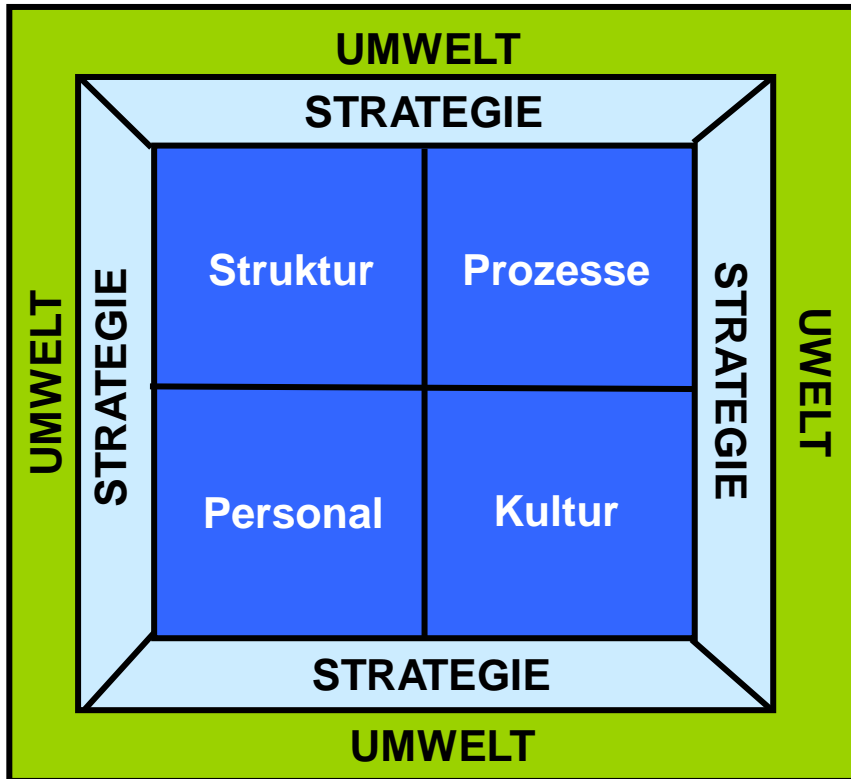 UMWELT
STRATEGIE
UMWELT
STRATEGIE
Struktur
Prozesse
STRATEGIE
UWELT
Personal
Kultur
STRATEGIE
UMWELT